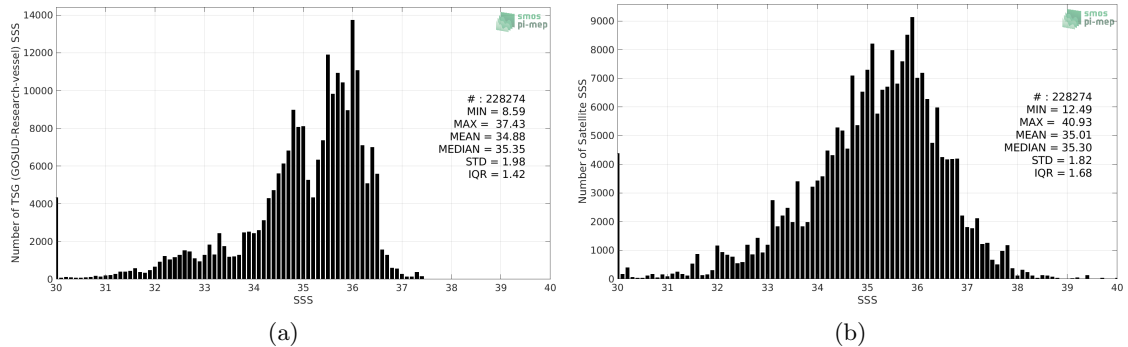 14000
12000
10000
8000
6000
4000
2000
0
30
31
32
33
34
35
36
37
38
39
40
SSS
Number of TSG (GOSUD-Research-vessel) SSS
smos
pi-mep
# : 228274
MIN = 8.59
MAX = 37.43
MEAN = 34.88
MEDIAN = 35.35
STD = 1.98
IQR = 1.42
(a)
9000
8000
7000
6000
5000
4000
3000
2000
1000
0
30
31
32
33
34
35
36
37
38
39
40
SSS
Number of Satellite SSS
smos
pi-mep
# : 228274
MIN = 12.49
MAX = 40.93
MEAN = 35.01
MEDIAN = 35.30
STD = 1.82
IQR = 1.68
(b)